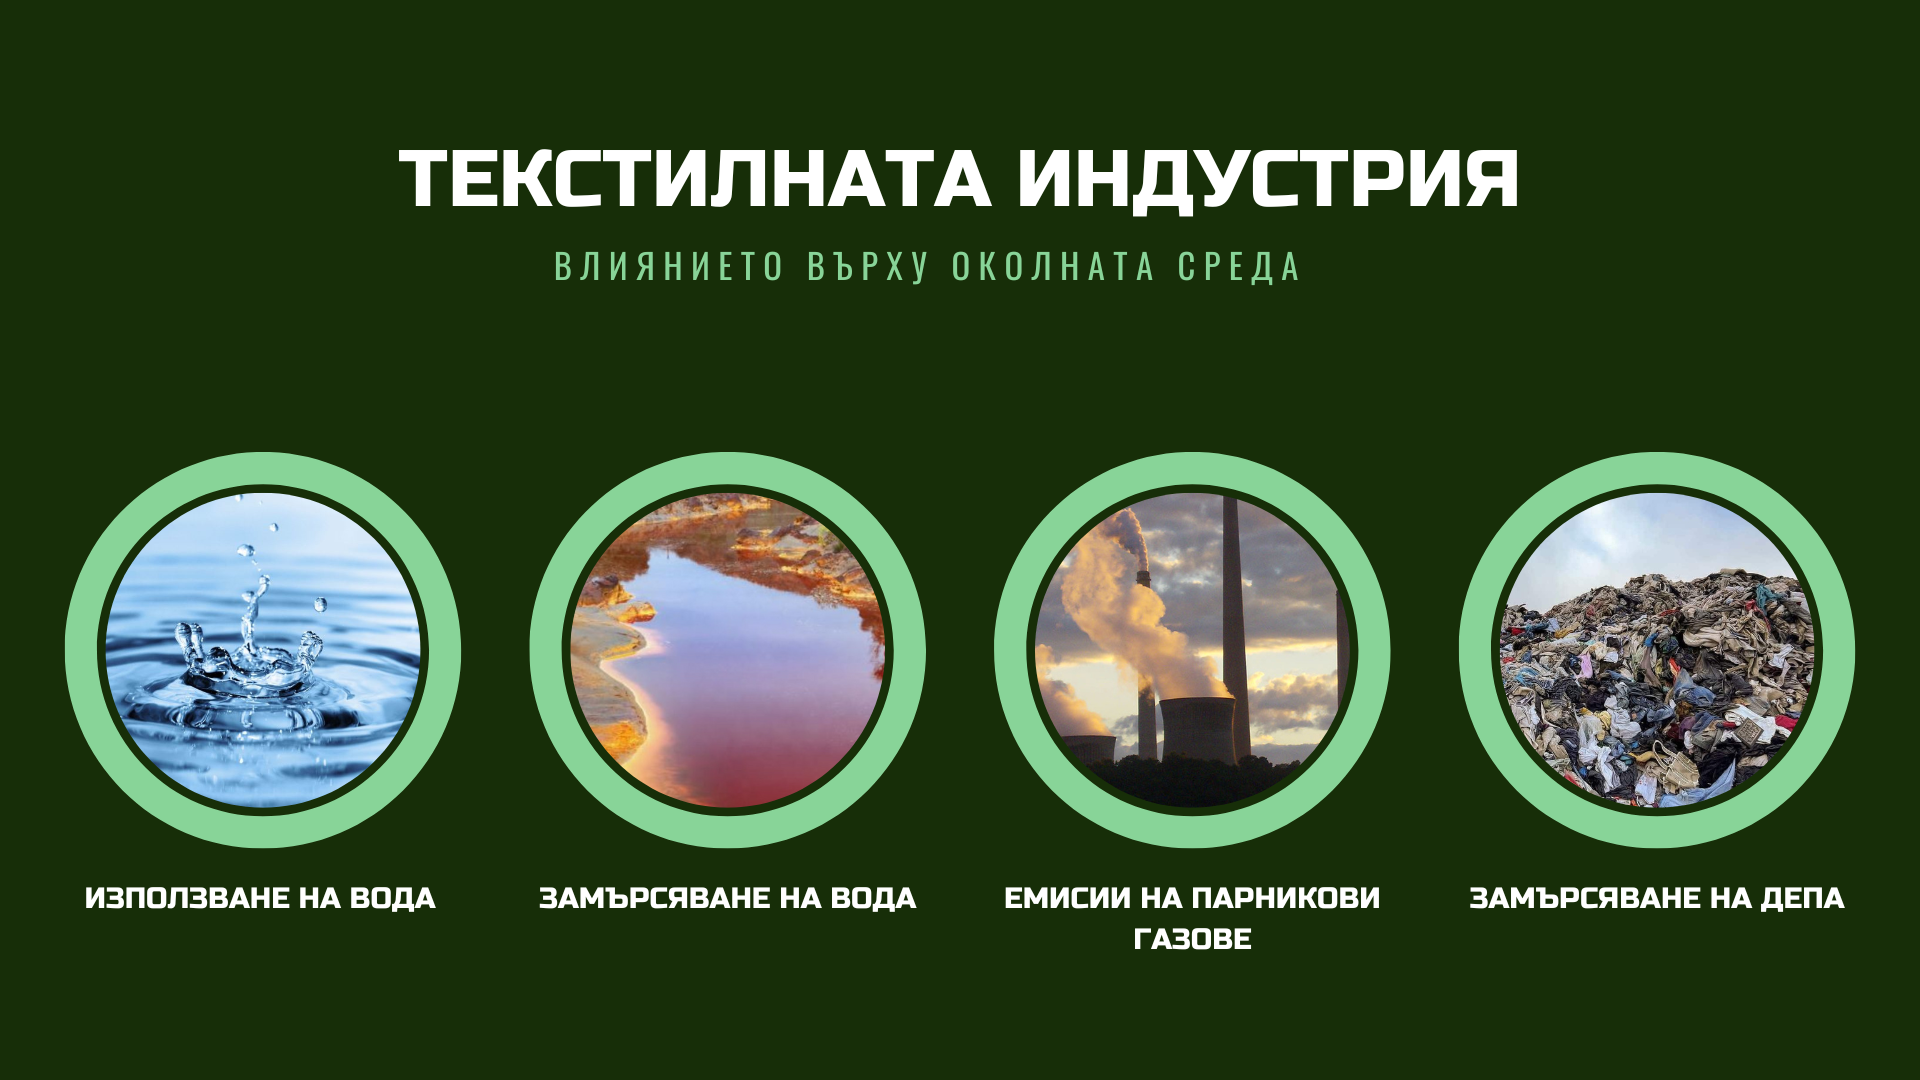 ТЕКСТИЛНАТА ИНДУСТРИЯ
ВЛИЯНИЕТО ВЪРХУ ОКОЛНАТА СРЕДА
ИЗПОЛЗВАНЕ НА ВОДА
ЗАМЪРСЯВАНЕ НА ВОДА
ЕМИСИИ НА ПАРНИКОВИ
ГАЗОВЕ
ЗАМЪРСЯВАНЕ НА ДЕПА